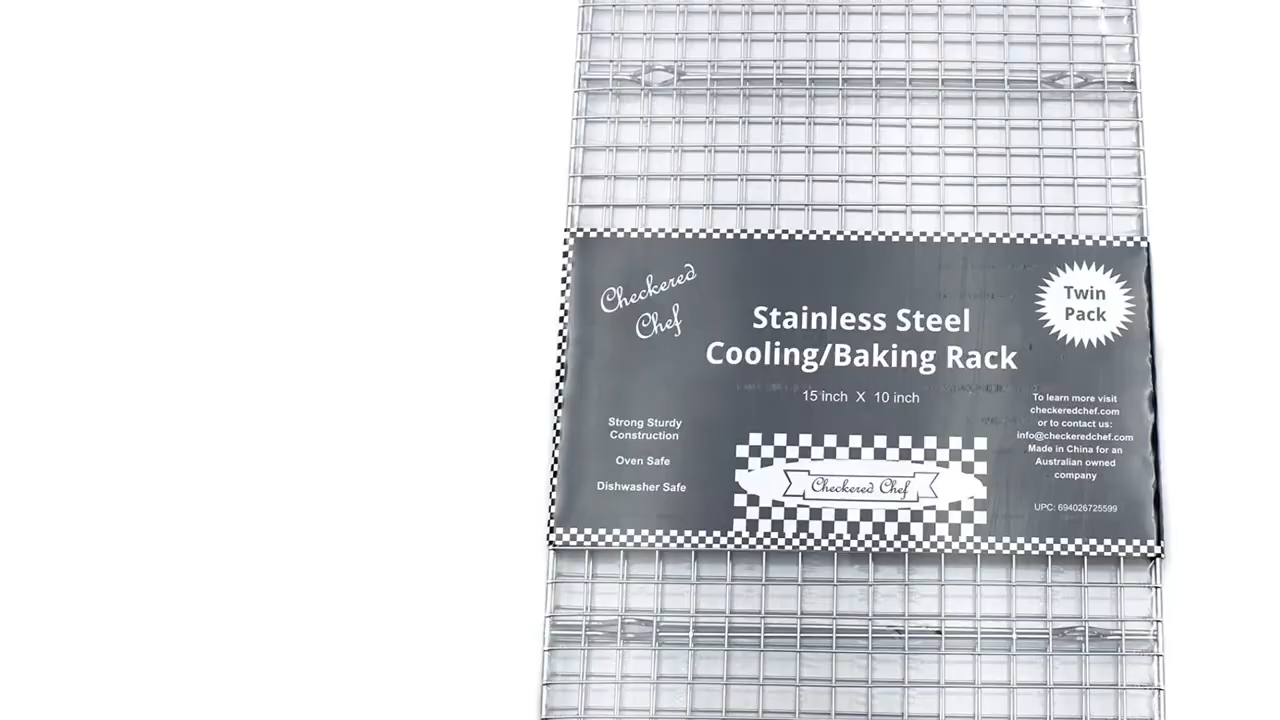 Checkered
Chef
Stainless Steel
Cooling/Baking Rack
15 inch X 10 inch
Twin
Pack
Strong Sturdy
Construction
Oven Safe
Dishwasher Safe
Checkered Chef
To learn more visit
checkeredchef.com
or to contact us:
info@checkeredchef.com
Made in China for an
Australian owned
company
UPC: 694026725599